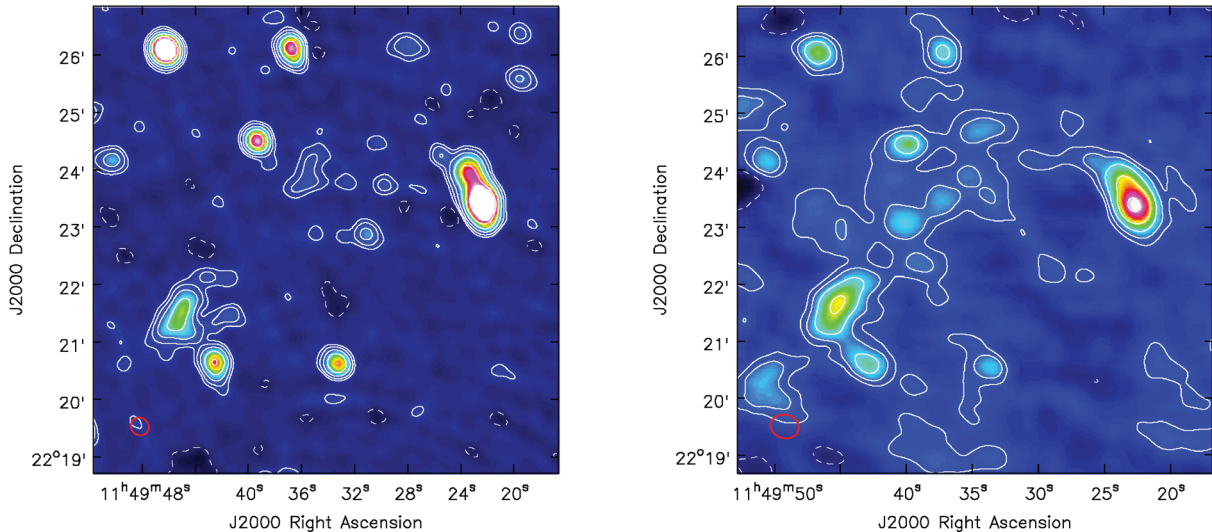 26'
25'
24'
23'
22'
21'
20'
22°19'
J2000 Declination
11ʰ49ᵐ48ˢ
40ˢ
36ˢ
32ˢ
28ˢ
24ˢ
20ˢ
J2000 Right Ascension
26'
25'
24'
23'
22'
21'
20'
22°19'
J2000 Declination
11ʰ49ᵐ50ˢ
40ˢ
35ˢ
30ˢ
25ˢ
20ˢ
J2000 Right Ascension